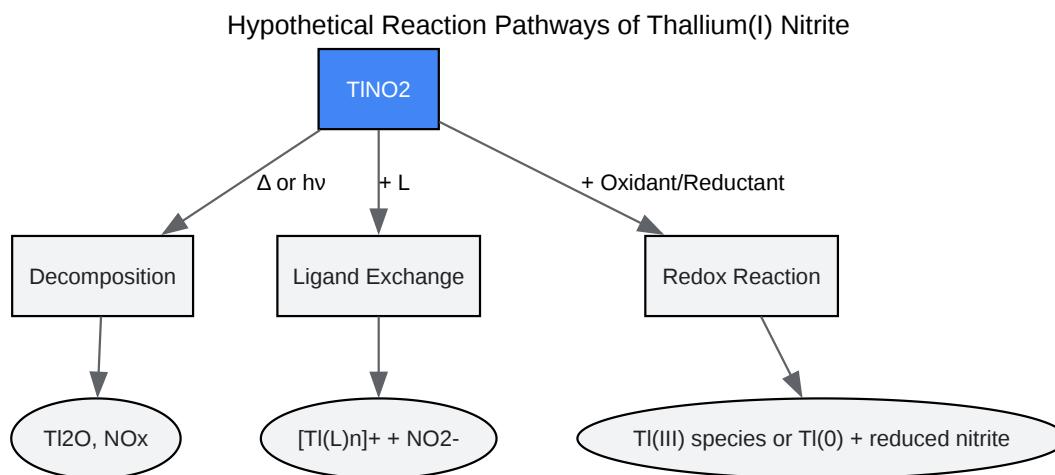 Hypothetical Reaction Pathways of Thallium(I) Nitrite
TlNO2
Δ or hν
+ L
+ Oxidant/Reductant
Decomposition
Ligand Exchange
Redox Reaction
Tl2O, NOx
[Tl(L)n]+ + NO2-
Tl(III) species or Tl(0) + reduced nitrite